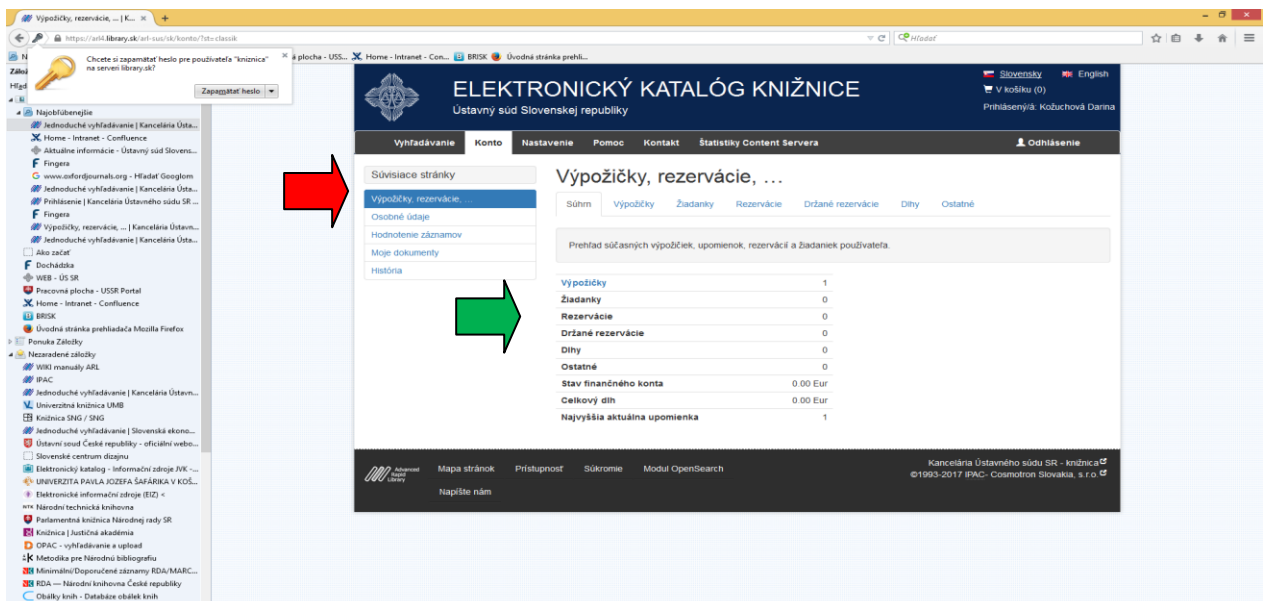 Výpožičky, rezervácie, ... | K...
https://arl4.library.sk/arl-sus/sk/konto/?st=classik
Hľadať
Chcete si zapamätať heslo pre používateľa "kniznica"
na serveri library.sk?
Zapamätať heslo
á plocha - USS...
Home - Intranet - Con...
BRISK
Úvodná stránka prehli...
Najobľúbenejšie
Jednoduché vyhľadávanie | Kancelária Ústa...
Home - Intranet - Confluence
Aktuálne informácie - Ústavný súd Slovens...
Fingera
www.oxfordjournals.org - Hľadať Googlom
Jednoduché vyhľadávanie | Kancelária Ústa...
Prihlásenie | Kancelária Ústavného súdu SR ...
Fingera
Výpožičky, rezervácie, ... | Kancelária Ústavn...
Jednoduché vyhľadávanie | Kancelária Ústa...
Ako začať
Dochádzka
WEB - ÚS SR
Pracovná plocha - USSR Portal
Home - Intranet - Confluence
BRISK
Úvodná stránka prehliadača Mozilla Firefox
Ponuka Záložky
Nezaradené záložky
WIKI manuály ARL
IPAC
Jednoduché vyhľadávanie | Kancelária Ústavn...
Univerzitná knižnica UMB
Knižnica SNG / SNG
Jednoduché vyhľadávanie | Slovenská ekono...
Ústavní soud České republiky - oficiální webo...
Slovenské centrum dizajnu
Elektronický katalog - Informační zdroje JVK -...
UNIVERZITA PAVLA JOZEFA ŠAFÁRIKA V KOŠ...
Elektronické informační zdroje (EIZ) <
Národní technická knihovna
Parlamentná knižnica Národnej rady SR
Knižnica | Justičná akadémia
OPAC - vyhľadávanie a upload
Metodika pre Národnú bibliografiu
Minimální/Doporučené záznamy RDA/MARC...
RDA — Národní knihovna České republiky
Obálky knih - Databáze obálek knih
ELEKTRONICKÝ KATALÓG KNIŽNICE
Ústavný súd Slovenskej republiky
Slovensky English
V košíku (0)
Prihlásený/á: Kožuchová Darina
Vyhľadávanie Konto Nastavenie Pomoc Kontakt Štatistiky Content Servera Odhlásenie
Súvisiace stránky
Výpožičky, rezervácie, ...
Osobné údaje
Hodnotenie záznamov
Moje dokumenty
História
Výpožičky, rezervácie, ...
Súhrn Výpožičky Žiadanky Rezervácie Držané rezervácie Dlhy Ostatné
Prehľad súčasných výpožičiek, upomienok, rezervácií a žiadaniek používateľa.
Výpožičky 1
Žiadanky 0
Rezervácie 0
Držané rezervácie 0
Dlhy 0
Ostatné 0
Stav finančného konta 0.00 Eur
Celkový dlh 0.00 Eur
Najvyššia aktuálna upomienka 1
Advanced Rapid Library
Mapa stránok Prístupnosť Súkromie Modul OpenSearch
Napíšte nám
Kancelária Ústavného súdu SR - knižnica
©1993-2017 IPAC- Cosmotron Slovakia, s.r.o.